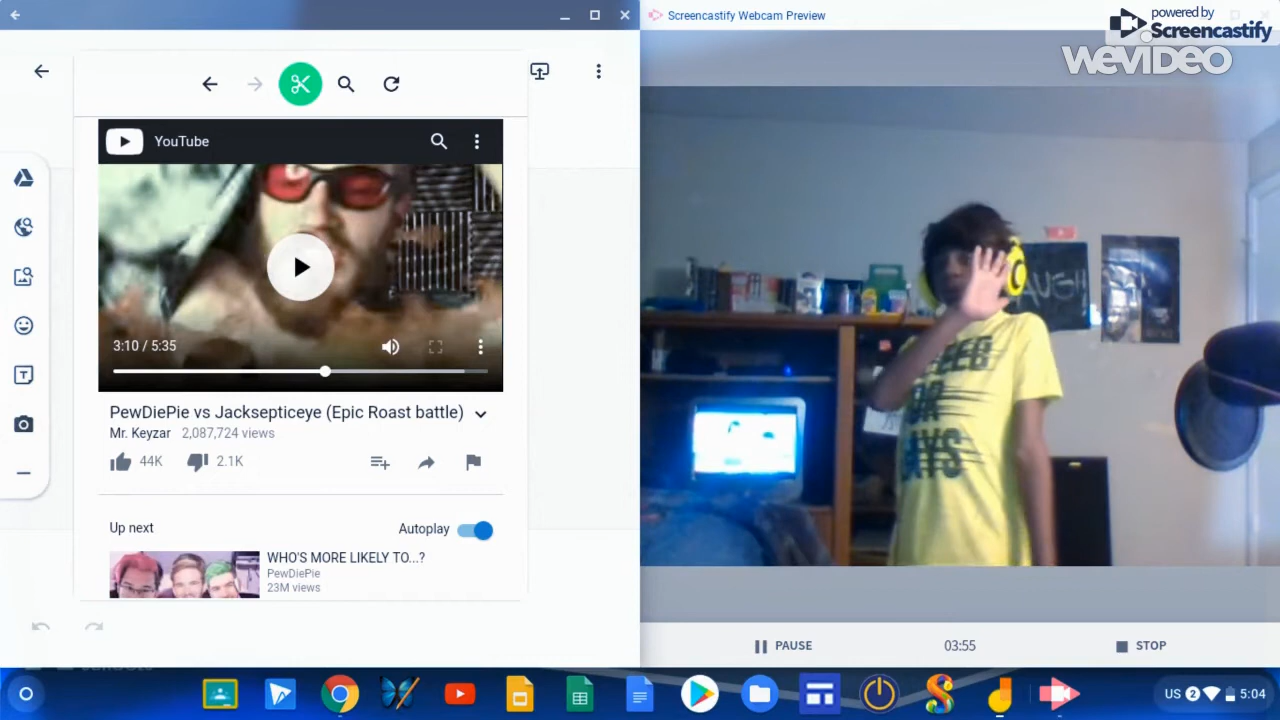 Screencastify Webcam Preview
powered by
Screencastify
WeVideo
YouTube
3:10 / 5:35
PewDiePie vs Jacksepticeye (Epic Roast battle)
Mr. Keyzar 2,087,724 views
44K 2.1K
Up next Autoplay
WHO'S MORE LIKELY TO...?
PewDiePie
23M views
PAUSE 03:55 STOP
US 2 5:04